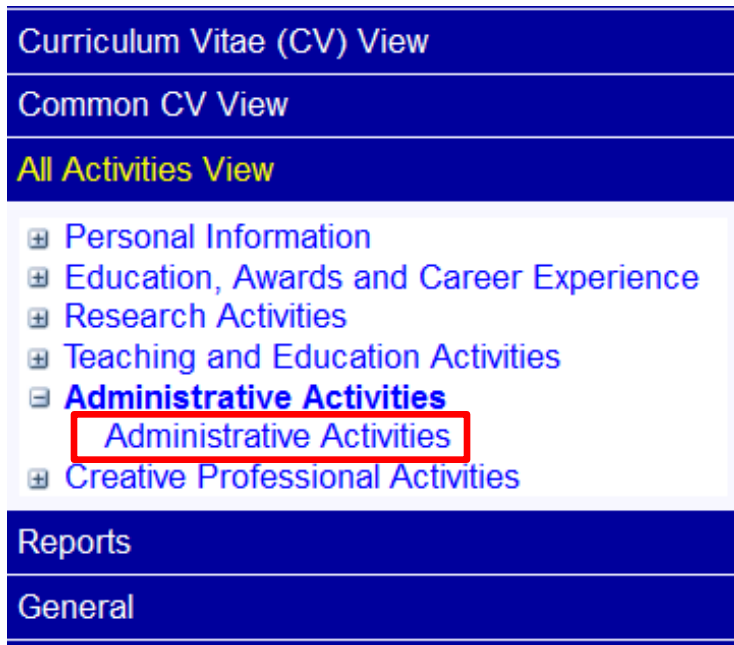 Curriculum Vitae (CV) View
Common CV View
All Activities View
Personal Information
Education, Awards and Career Experience
Research Activities
Teaching and Education Activities
Administrative Activities
Administrative Activities
Creative Professional Activities
Reports
General